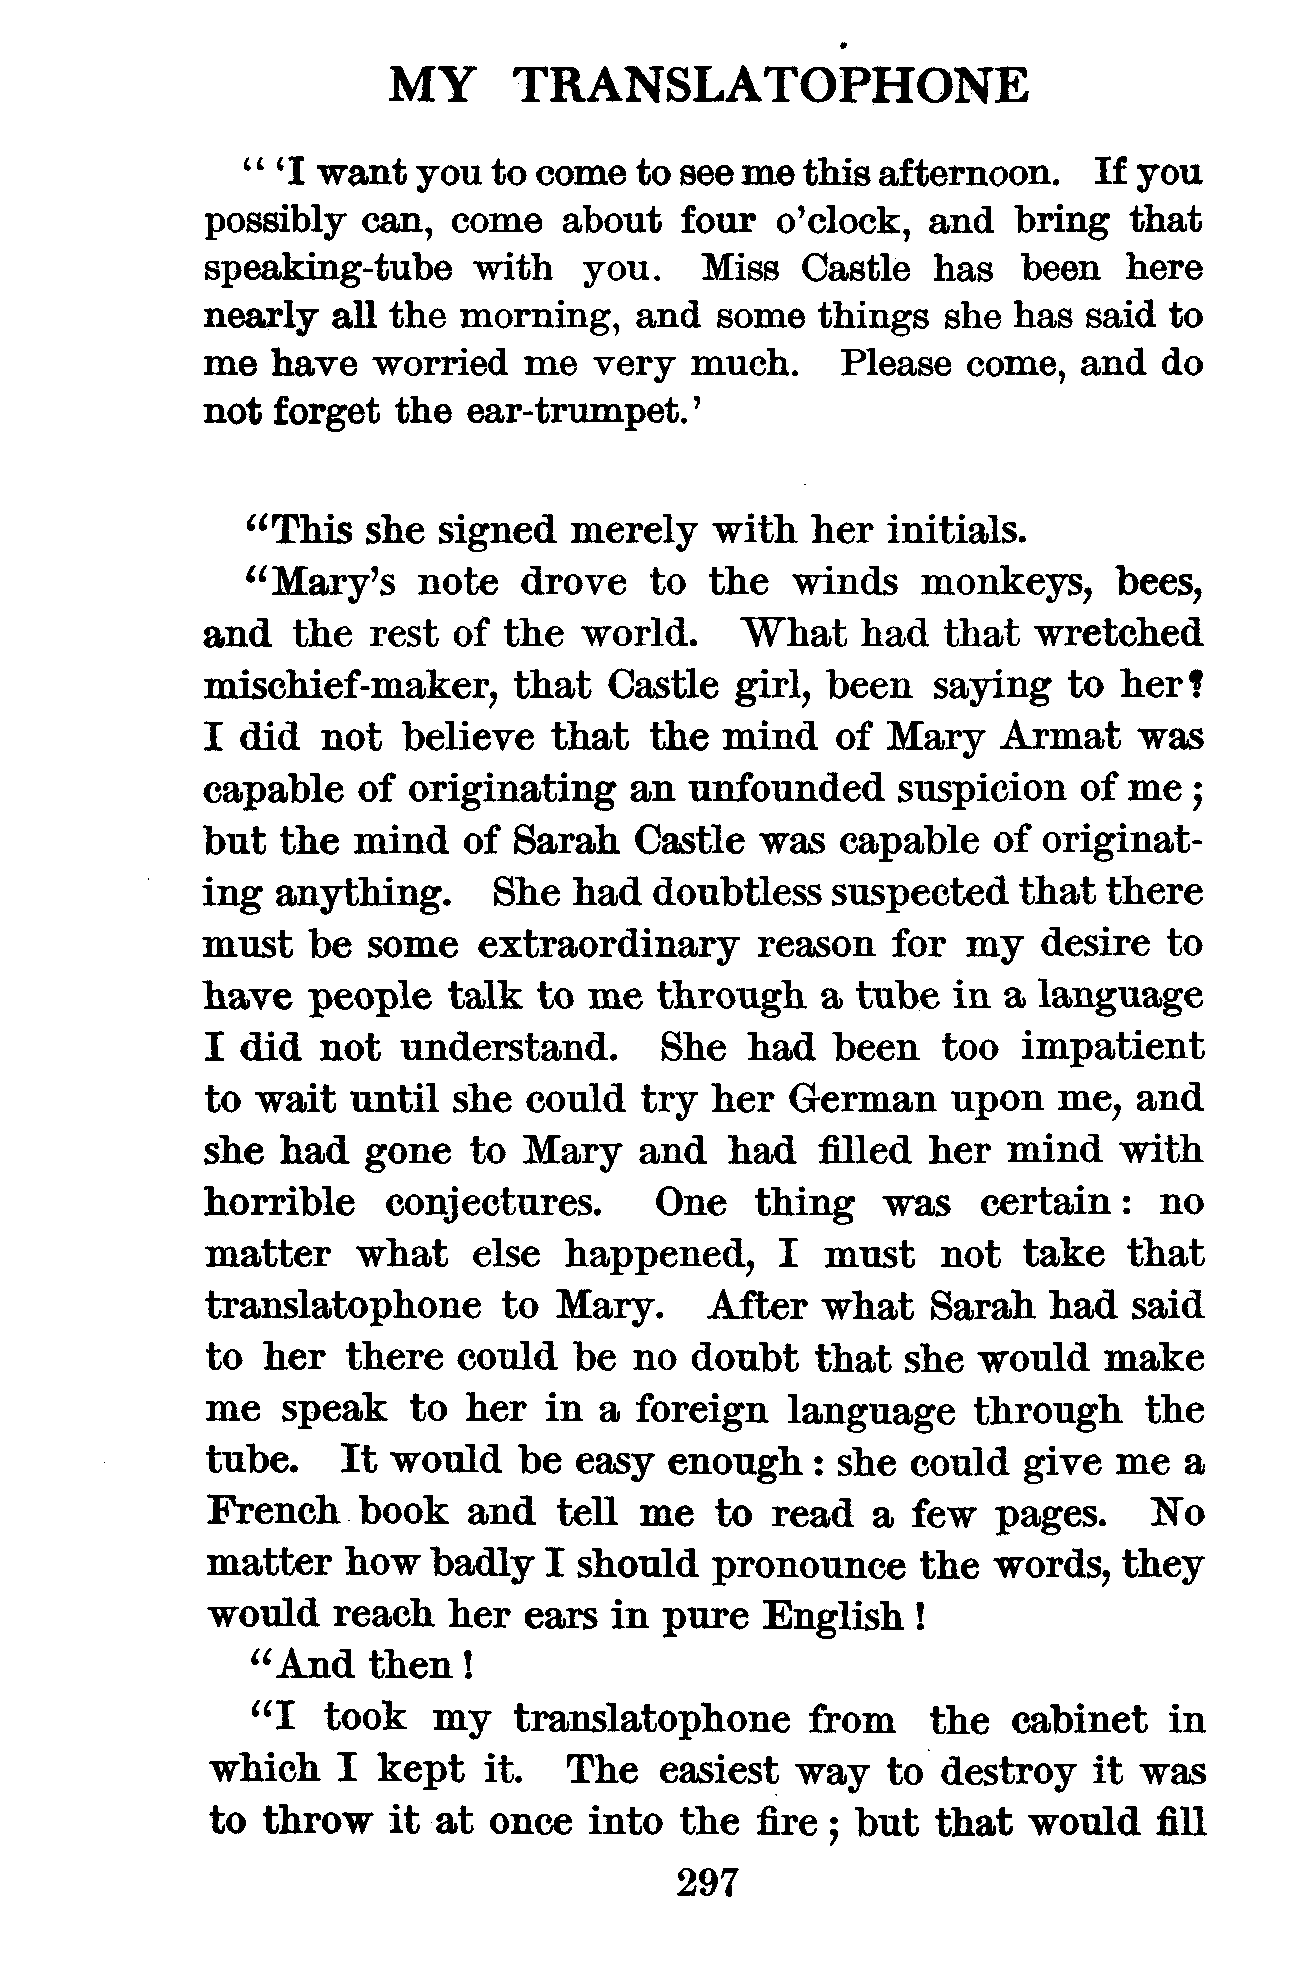 MY TRANSLATOPHONE
“ ‘I want you to come to see me this afternoon. If you
possibly can, come about four o’clock, and bring that
speaking-tube with you. Miss Castle has been here
nearly all the morning, and some things she has said to
me have worried me very much. Please come, and do
not forget the ear-trumpet.’
“This she signed merely with her initials.
“Mary’s note drove to the winds monkeys, bees,
and the rest of the world. What had that wretched
mischief-maker, that Castle girl, been saying to her?
I did not believe that the mind of Mary Armat was
capable of originating an unfounded suspicion of me ;
but the mind of Sarah Castle was capable of originat-
ing anything. She had doubtless suspected that there
must be some extraordinary reason for my desire to
have people talk to me through a tube in a language
I did not understand. She had been too impatient
to wait until she could try her German upon me, and
she had gone to Mary and had filled her mind with
horrible conjectures. One thing was certain : no
matter what else happened, I must not take that
translatophone to Mary. After what Sarah had said
to her there could be no doubt that she would make
me speak to her in a foreign language through the
tube. It would be easy enough : she could give me a
French book and tell me to read a few pages. No
matter how badly I should pronounce the words, they
would reach her ears in pure English !
“And then !
“I took my translatophone from the cabinet in
which I kept it. The easiest way to destroy it was
to throw it at once into the fire ; but that would fill
297